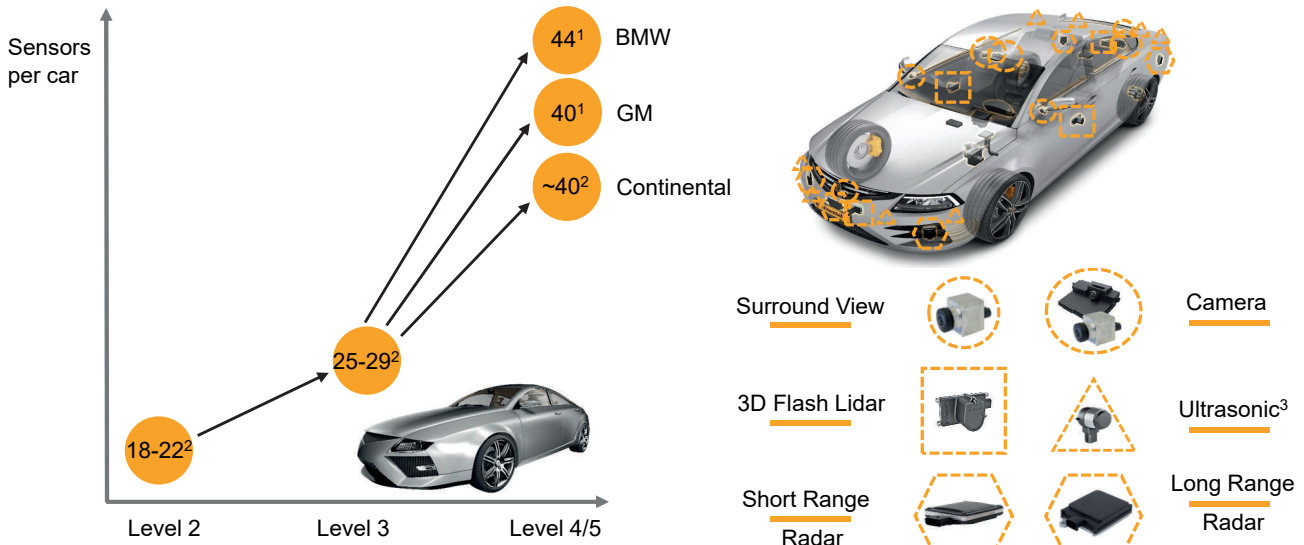 Sensors
per car
44¹
BMW
40¹
GM
~40²
Continental
25-29²
18-22²
Level 2
Level 3
Level 4/5
Surround View
Camera
3D Flash Lidar
Ultrasonic³
Short Range
Radar
Long Range
Radar